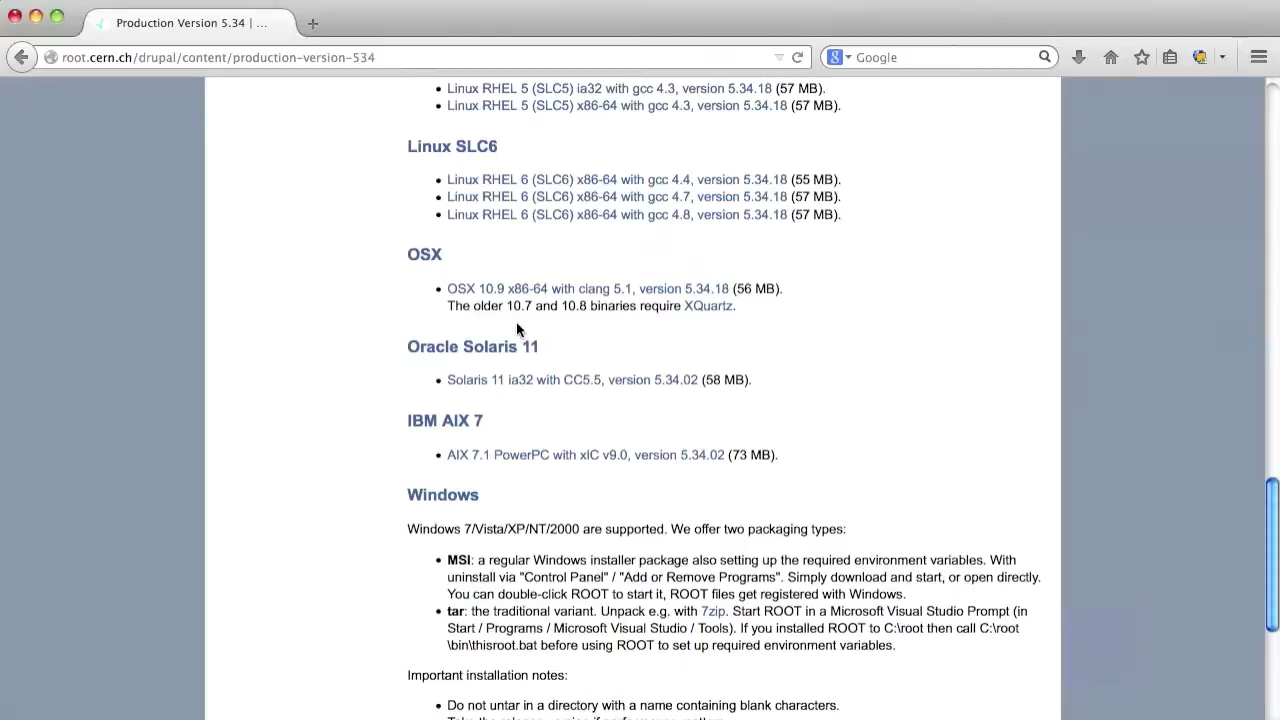 Production Version 5.34 | ...
root.cern.ch/drupal/content/production-version-534
Google
Linux RHEL 5 (SLC5) ia32 with gcc 4.3, version 5.34.18 (57 MB).
Linux RHEL 5 (SLC5) x86-64 with gcc 4.3, version 5.34.18 (57 MB).
Linux SLC6
Linux RHEL 6 (SLC6) x86-64 with gcc 4.4, version 5.34.18 (55 MB).
Linux RHEL 6 (SLC6) x86-64 with gcc 4.7, version 5.34.18 (57 MB).
Linux RHEL 6 (SLC6) x86-64 with gcc 4.8, version 5.34.18 (57 MB).
OSX
OSX 10.9 x86-64 with clang 5.1, version 5.34.18 (56 MB).
The older 10.7 and 10.8 binaries require XQuartz.
Oracle Solaris 11
Solaris 11 ia32 with CC5.5, version 5.34.02 (58 MB).
IBM AIX 7
AIX 7.1 PowerPC with xlC v9.0, version 5.34.02 (73 MB).
Windows
Windows 7/Vista/XP/NT/2000 are supported. We offer two packaging types:
MSI: a regular Windows installer package also setting up the required environment variables. With
uninstall via "Control Panel" / "Add or Remove Programs". Simply download and start, or open directly.
You can double-click ROOT to start it, ROOT files get registered with Windows.
tar: the traditional variant. Unpack e.g. with 7zip. Start ROOT in a Microsoft Visual Studio Prompt (in
Start / Programs / Microsoft Visual Studio / Tools). If you installed ROOT to C:\root then call C:\root
\bin\thisroot.bat before using ROOT to set up required environment variables.
Important installation notes:
Do not untar in a directory with a name containing blank characters.